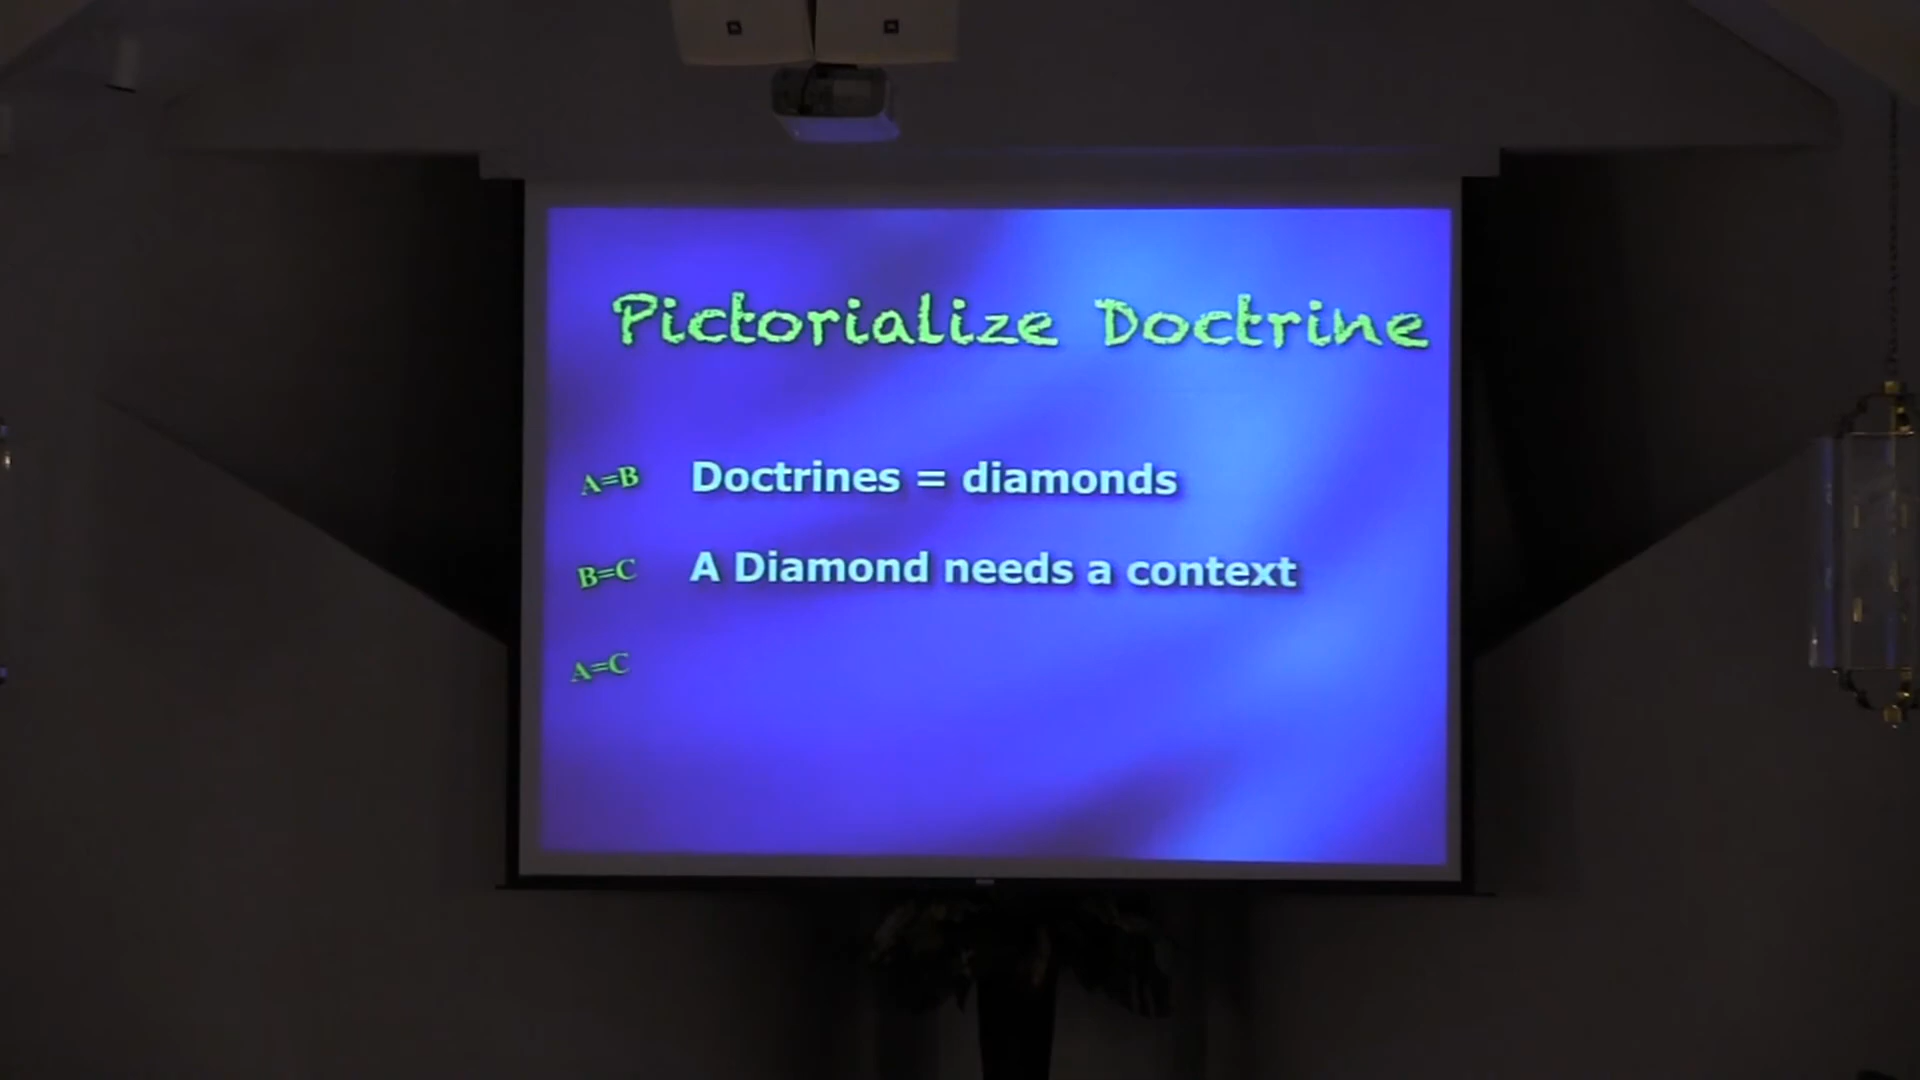 Pictorialize Doctrine
A=B Doctrines = diamonds
B=C A Diamond needs a context
A=C